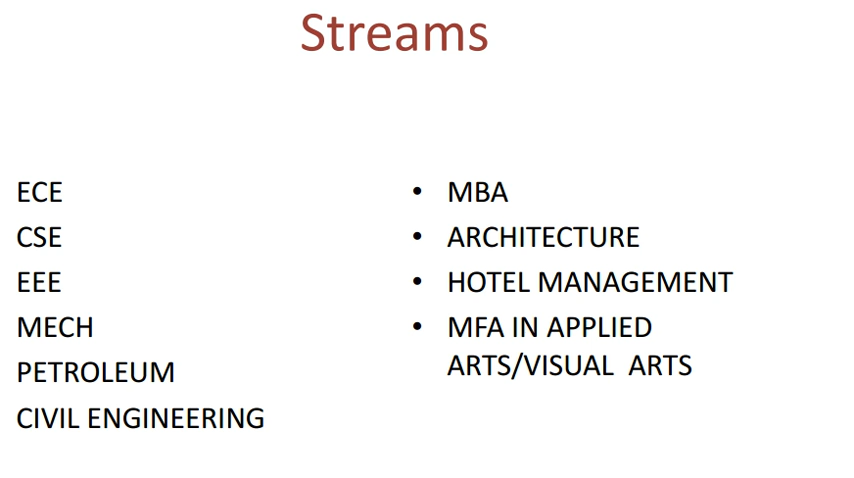 Streams
ECE
CSE
EEE
MECH
PETROLEUM
CIVIL ENGINEERING
• MBA
• ARCHITECTURE
• HOTEL MANAGEMENT
• MFA IN APPLIED
ARTS/VISUAL ARTS